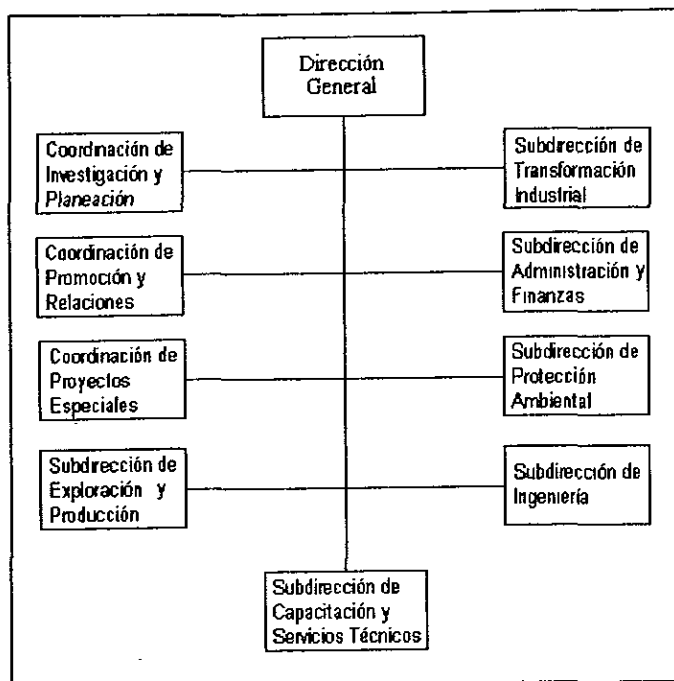 Dirección
General
Coordinación de
Investigación y
Planeación
Subdirección de
Transformación
Industrial
Coordinación de
Promoción y
Relaciones
Subdirección de
Administración y
Finanzas
Coordinación de
Proyectos
Especiales
Subdirección de
Protección
Ambiental
Subdirección de
Exploración y
Producción
Subdirección de
Ingeniería
Subdirección de
Capacitación y
Servicios Técnicos